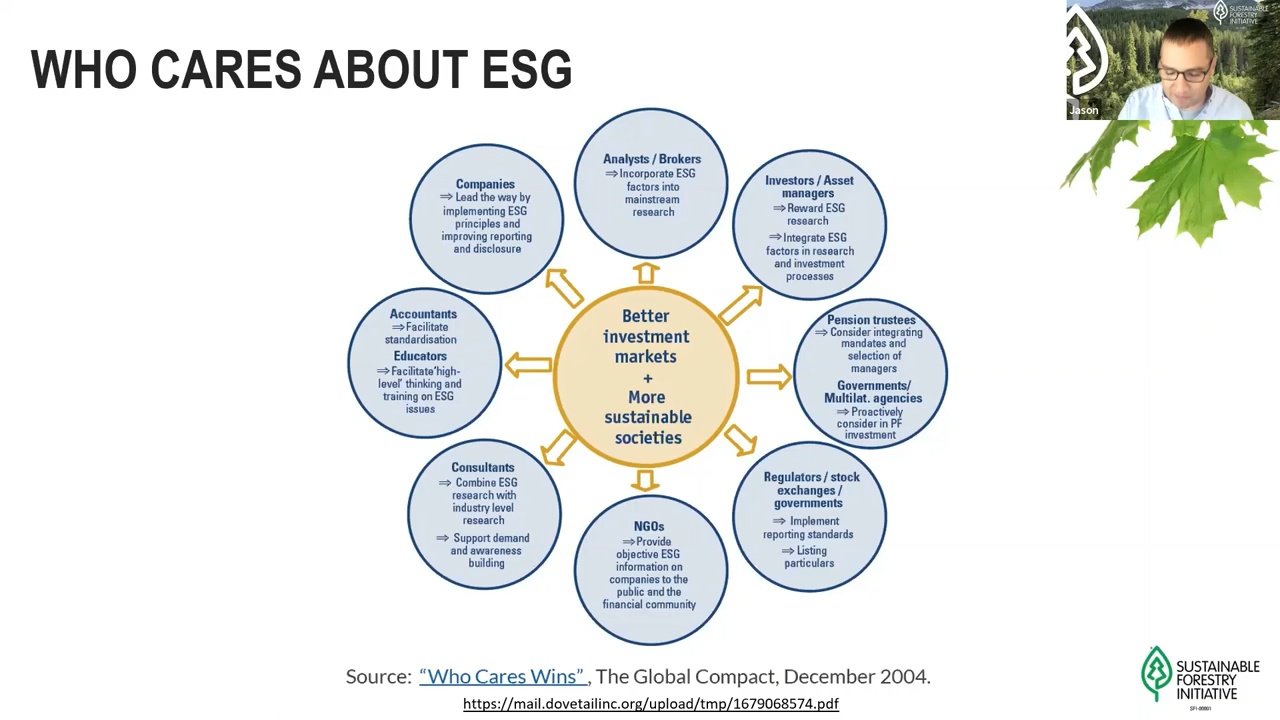 WHO CARES ABOUT ESG
SUSTAINABLE
FORESTRY
INITIATIVE
Jason
Analysts / Brokers
⇒Incorporate ESG
factors into
mainstream
research
Investors / Asset
managers
⇒Reward ESG
research
⇒Integrate ESG
factors in research
and investment
processes
Pension trustees
⇒ Consider integrating
mandates and
selection of
managers
Governments/
Multilat. agencies
⇒ Proactively
consider in PF
investment
Regulators / stock
exchanges /
governments
⇒ Implement
reporting standards
⇒ Listing
particulars
NGOs
⇒Provide
objective ESG
information on
companies to the
public and the
financial community
Consultants
⇒ Combine ESG
research with
industry level
research
⇒ Support demand
and awareness
building
Accountants
⇒Facilitate
standardisation
Educators
⇒Facilitate‘high-
level’ thinking and
training on ESG
issues
Companies
⇒ Lead the way by
implementing ESG
principles and
improving reporting
and disclosure
Better
investment
markets
+
More
sustainable
societies
Source: “Who Cares Wins” , The Global Compact, December 2004.
https://mail.dovetailinc.org/upload/tmp/1679068574.pdf
SUSTAINABLE
FORESTRY
INITIATIVE
SFI-00001